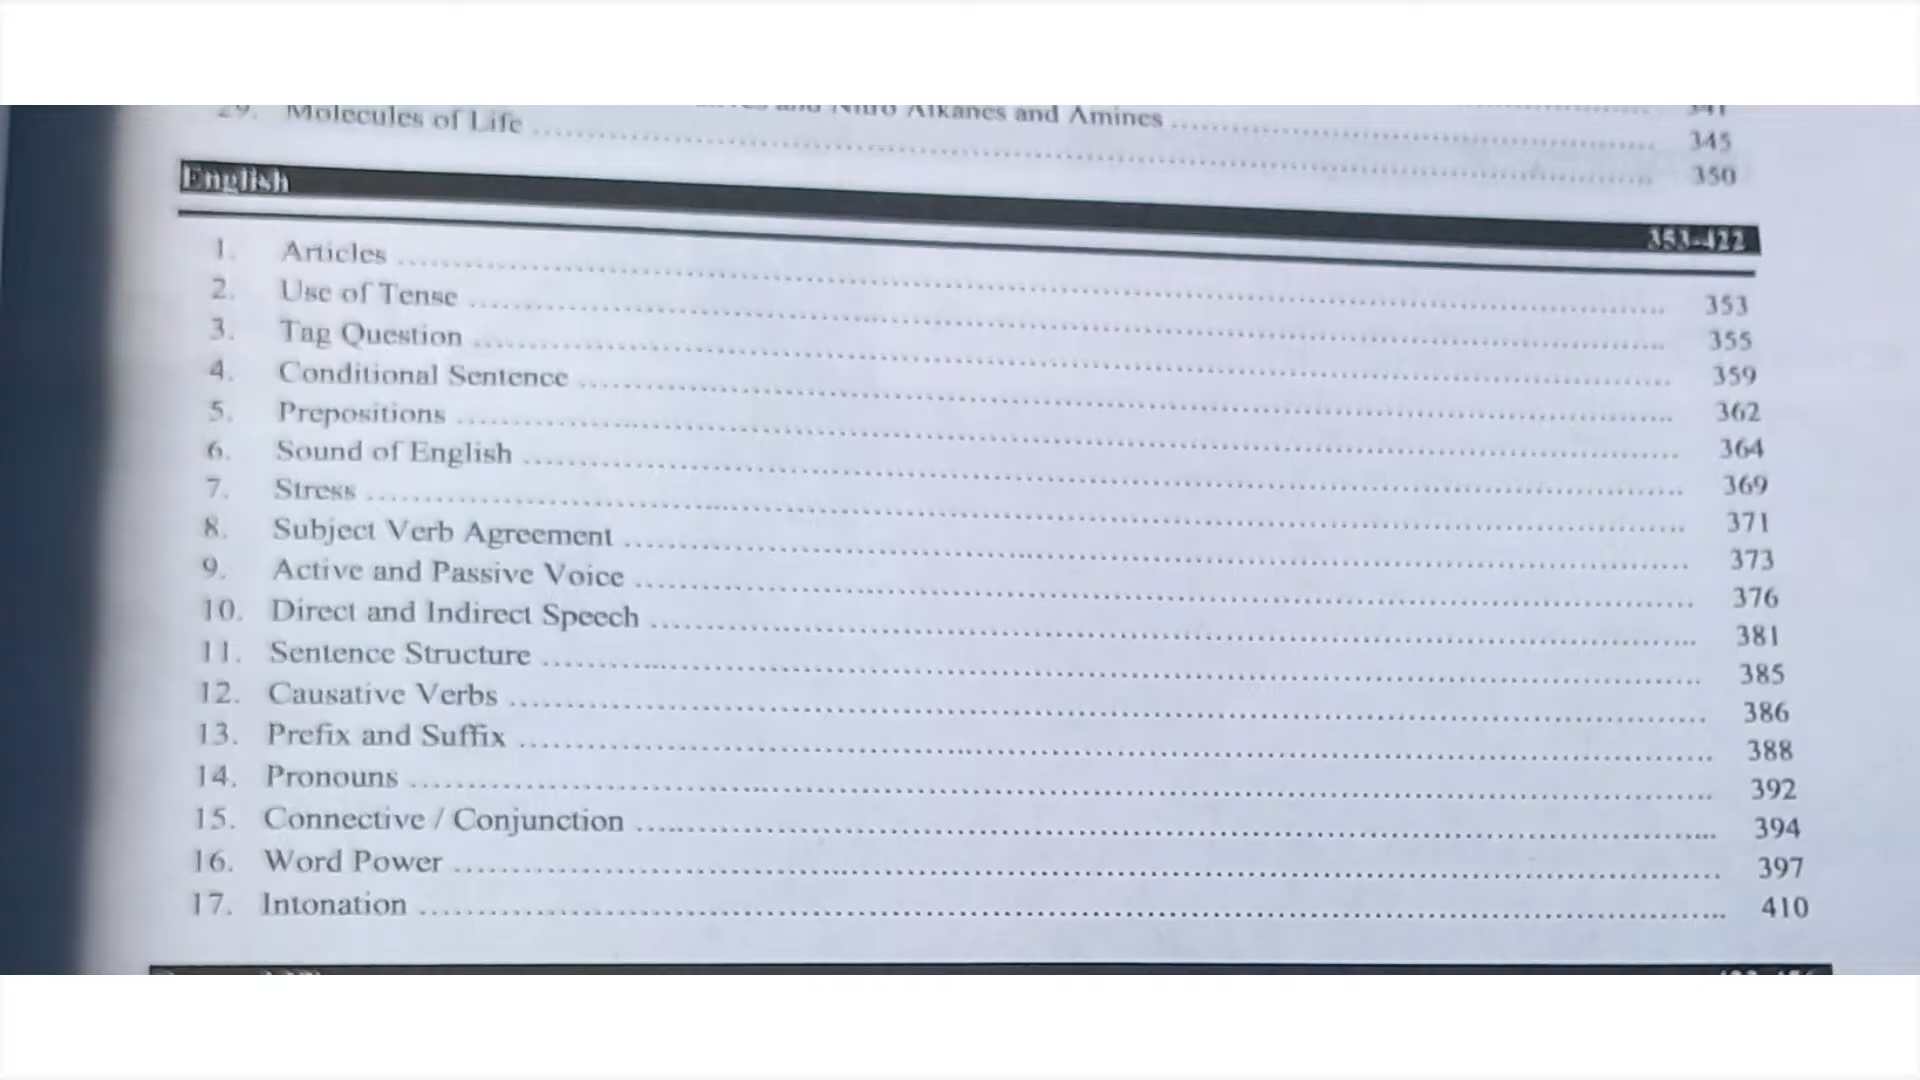 and Nitro Alkanes and Amines ........ 341
345
29. Molecules of Life ........ 350
English 353-422
1. Articles ........ 353
2. Use of Tense ........ 355
3. Tag Question ........ 359
4. Conditional Sentence ........ 362
5. Prepositions ........ 364
6. Sound of English ........ 369
7. Stress ........ 371
8. Subject Verb Agreement ........ 373
9. Active and Passive Voice ........ 376
10. Direct and Indirect Speech ........ 381
11. Sentence Structure ........ 385
12. Causative Verbs ........ 386
13. Prefix and Suffix ........ 388
14. Pronouns ........ 392
15. Connective / Conjunction ........ 394
16. Word Power ........ 397
17. Intonation ........ 410